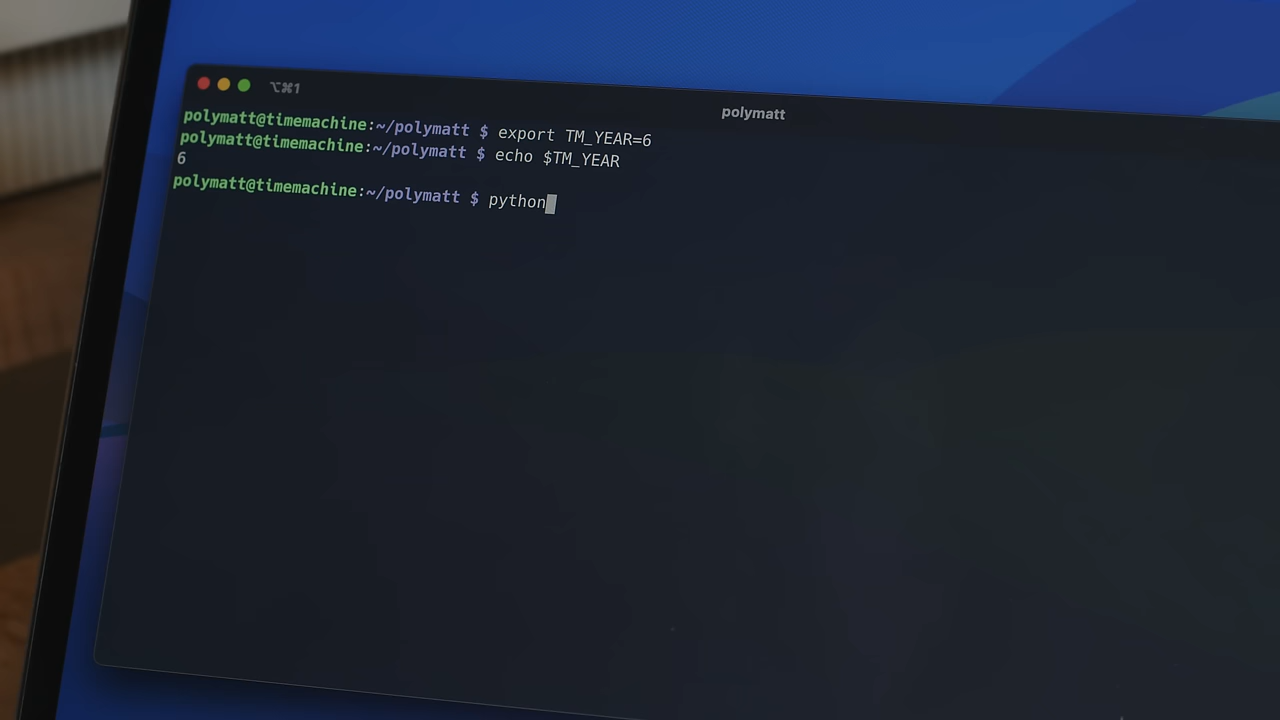 ⌥⌘1
polymatt
polymatt@timemachine:~/polymatt $ export TM_YEAR=6
polymatt@timemachine:~/polymatt $ echo $TM_YEAR
6
polymatt@timemachine:~/polymatt $ python